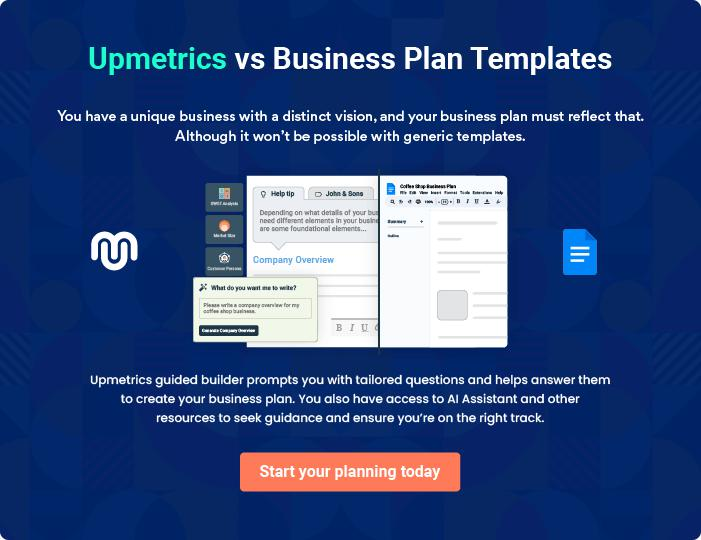 Upmetrics vs Business Plan Templates
You have a unique business with a distinct vision, and your business plan must reflect that.
Although it won't be possible with generic templates.
SWOT Analysis
Market Size
Customer Persona
Help tip
John & Sons
Depending on what details of your bus
need different elements in your busine
are some foundational elements...
Company Overview
What do you want me to write?
Please write a company overview for my
coffee shop business.
Generate Company Overview
B I U
Coffee Shop Business Plan
File Edit View Insert Format Tools Extensions Help
100%
B I U A
Summary +
Outline
Upmetrics guided builder prompts you with tailored questions and helps answer them
to create your business plan. You also have access to AI Assistant and other
resources to seek guidance and ensure you're on the right track.
Start your planning today